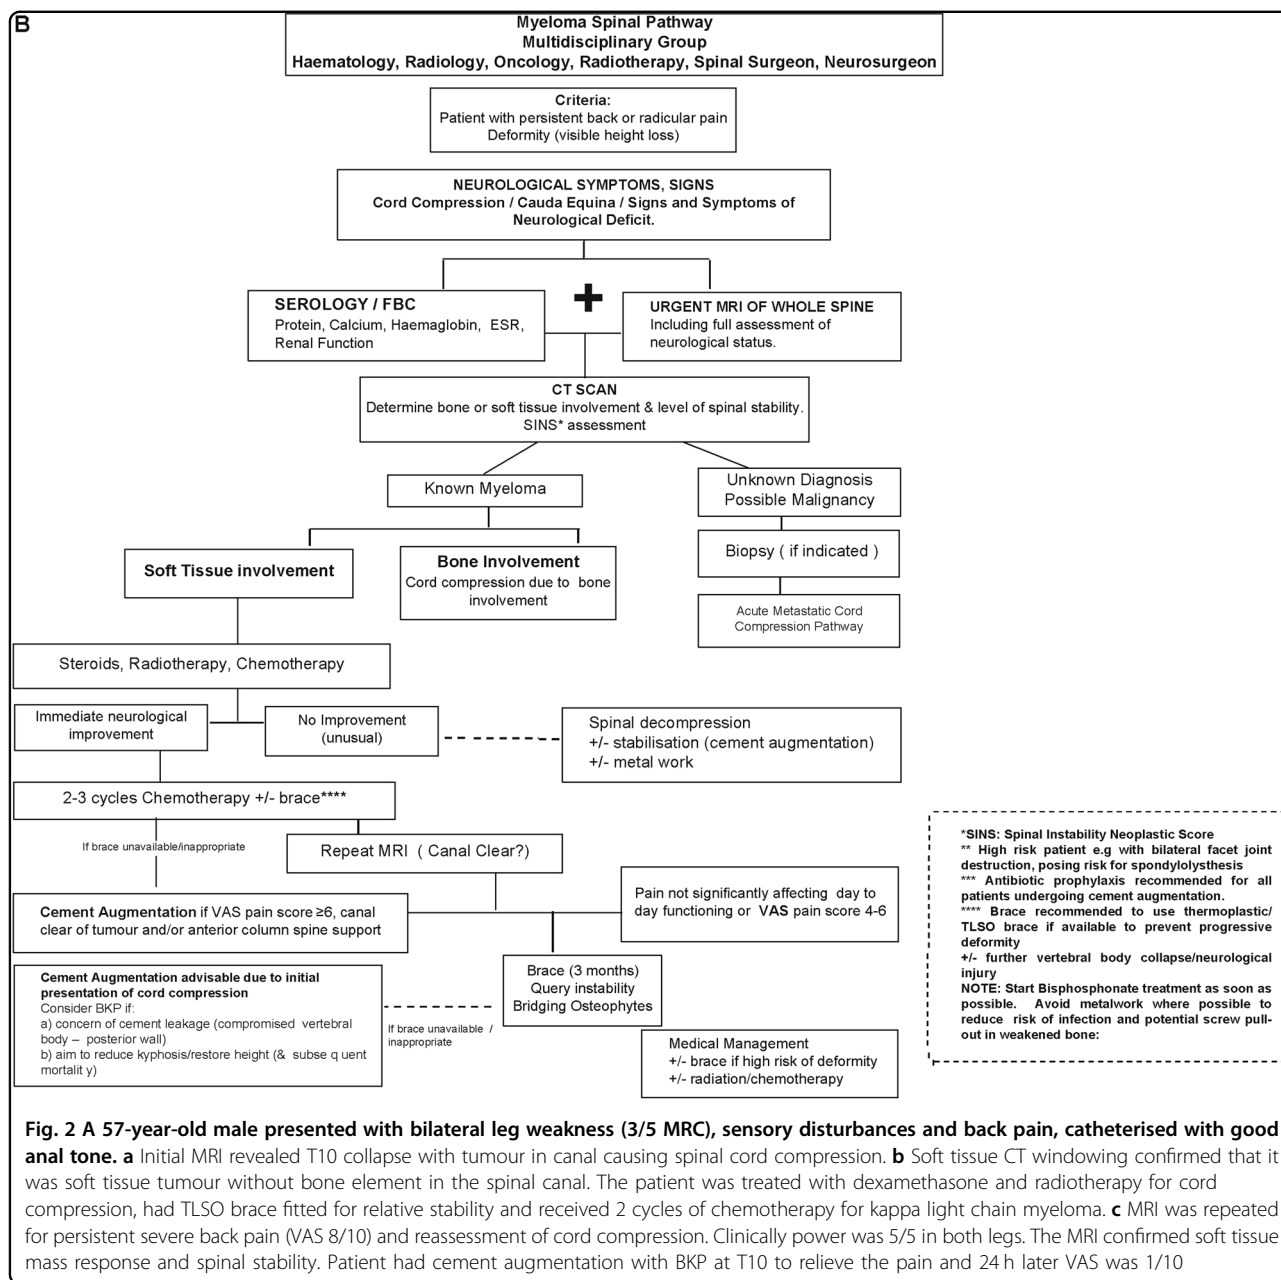 B
Myeloma Spinal Pathway
Multidisciplinary Group
Haematology, Radiology, Oncology, Radiotherapy, Spinal Surgeon, Neurosurgeon
Criteria:
Patient with persistent back or radicular pain
Deformity (visible height loss)
NEUROLOGICAL SYMPTOMS, SIGNS
Cord Compression / Cauda Equina / Signs and Symptoms of
Neurological Deficit.
SEROLOGY / FBC
Protein, Calcium, Haemaglobin, ESR,
Renal Function
+
URGENT MRI OF WHOLE SPINE
Including full assessment of
neurological status.
CT SCAN
Determine bone or soft tissue involvement & level of spinal stability.
SINS* assessment
Known Myeloma
Unknown Diagnosis
Possible Malignancy
Soft Tissue involvement
Bone Involvement
Cord compression due to bone
involvement
Biopsy ( if indicated )
Acute Metastatic Cord
Compression Pathway
Steroids, Radiotherapy, Chemotherapy
Immediate neurological
improvement
No Improvement
(unusual)
Spinal decompression
+/- stabilisation (cement augmentation)
+/- metal work
2-3 cycles Chemotherapy +/- brace****
If brace unavailable/inappropriate
Repeat MRI ( Canal Clear?)
Cement Augmentation if VAS pain score ≥6, canal
clear of tumour and/or anterior column spine support
Pain not significantly affecting day to
day functioning or VAS pain score 4-6
Cement Augmentation advisable due to initial
presentation of cord compression
Consider BKP if:
a) concern of cement leakage (compromised vertebral
body – posterior wall)
b) aim to reduce kyphosis/restore height (& subse q uent
mortalit y)
If brace unavailable /
inappropriate
Brace (3 months)
Query instability
Bridging Osteophytes
Medical Management
+/- brace if high risk of deformity
+/- radiation/chemotherapy
*SINS: Spinal Instability Neoplastic Score
** High risk patient e.g with bilateral facet joint
destruction, posing risk for spondylolysthesis
*** Antibiotic prophylaxis recommended for all
patients undergoing cement augmentation.
**** Brace recommended to use thermoplastic/
TLSO brace if available to prevent progressive
deformity
+/- further vertebral body collapse/neurological
injury
NOTE: Start Bisphosphonate treatment as soon as
possible. Avoid metalwork where possible to
reduce risk of infection and potential screw pull-
out in weakened bone:
Fig. 2 A 57-year-old male presented with bilateral leg weakness (3/5 MRC), sensory disturbances and back pain, catheterised with good
anal tone. a Initial MRI revealed T10 collapse with tumour in canal causing spinal cord compression. b Soft tissue CT windowing confirmed that it
was soft tissue tumour without bone element in the spinal canal. The patient was treated with dexamethasone and radiotherapy for cord
compression, had TLSO brace fitted for relative stability and received 2 cycles of chemotherapy for kappa light chain myeloma. c MRI was repeated
for persistent severe back pain (VAS 8/10) and reassessment of cord compression. Clinically power was 5/5 in both legs. The MRI confirmed soft tissue
mass response and spinal stability. Patient had cement augmentation with BKP at T10 to relieve the pain and 24 h later VAS was 1/10